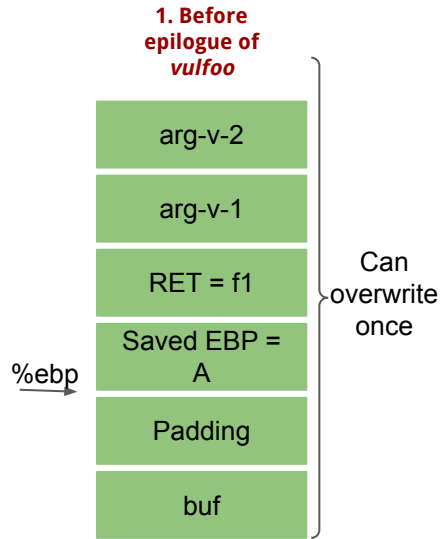 1. Before
epilogue of
vulfoo
arg-v-2
arg-v-1
RET = f1
Saved EBP =
A
%ebp
Padding
buf
Can
overwrite
once